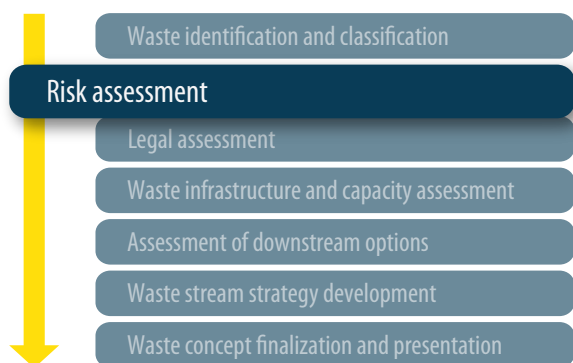 Waste identification and classification
Risk assessment
Legal assessment
Waste infrastructure and capacity assessment
Assessment of downstream options
Waste stream strategy development
Waste concept finalization and presentation